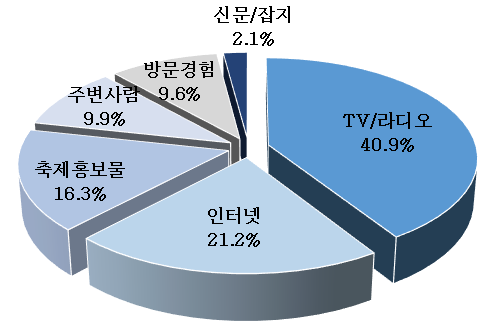 신문/잡지
2.1%
방문경험
9.6%
주변사람
9.9%
TV/라디오
40.9%
축제홍보물
16.3%
인터넷
21.2%